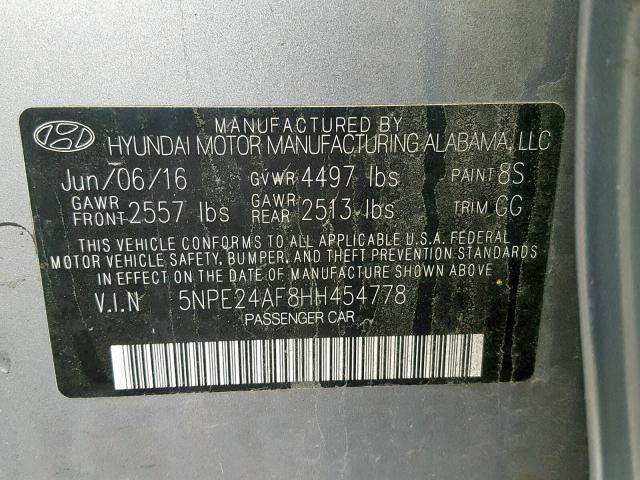 MANUFACTURED BY
HYUNDAI MOTOR MANUFACTURING ALABAMA, LLC
Jun/06/16 GVWR 4497 lbs PAINT 8S
GAWR FRONT 2557 lbs GAWR REAR 2513 lbs TRIM GG
THIS VEHICLE CONFORMS TO ALL APPLICABLE U.S.A. FEDERAL
MOTOR VEHICLE SAFETY, BUMPER, AND THEFT PREVENTION STANDARDS
IN EFFECT ON THE DATE OF MANUFACTURE SHOWN ABOVE.
V.I.N 5NPE24AF8HH454778
PASSENGER CAR